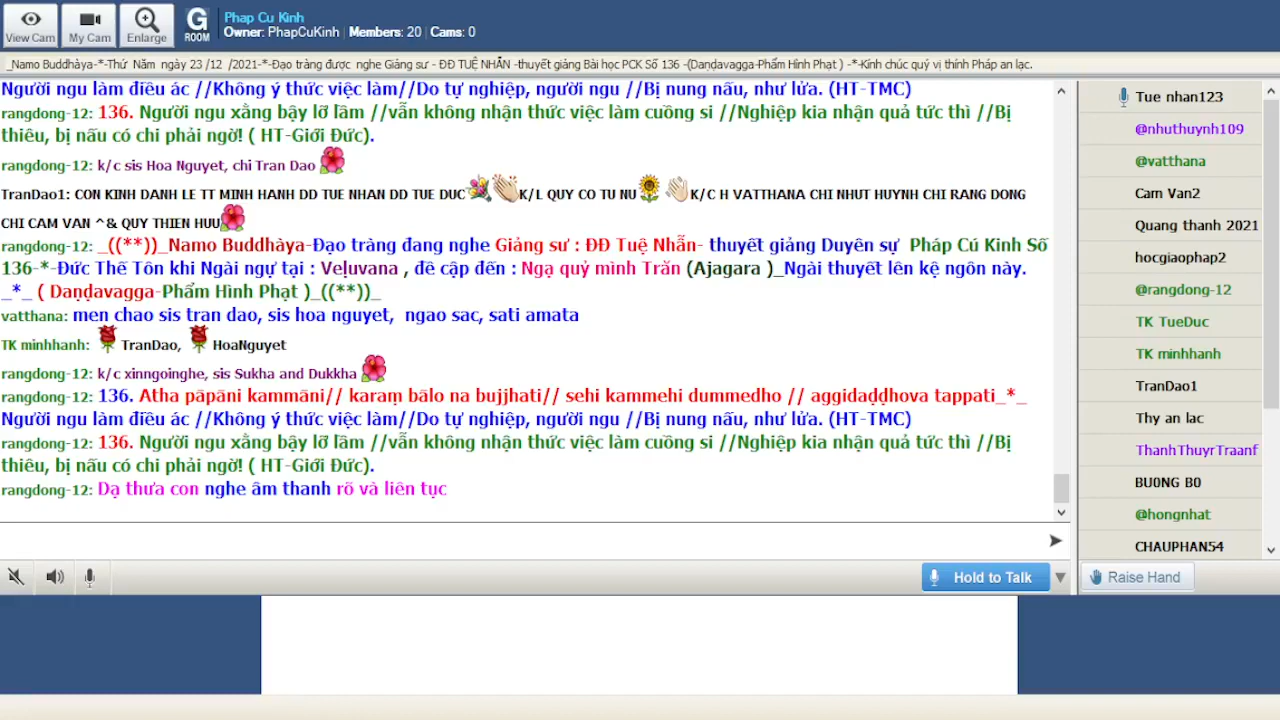 View Cam
My Cam
Enlarge
G
ROOM
Phap Cu Kinh
Owner: PhapCuKinh | Members: 20 | Cams: 0
_Namo Buddhàya-*-Thứ Năm ngày 23 /12 /2021-*-Đạo tràng được nghe Giảng sư - ĐĐ TUỆ NHẪN -thuyết giảng Bài học PCK Số 136 -(Daṇḍavagga-Phẩm Hình Phạt ) -*-Kính chúc quý vị thính Pháp an lạc.
Người ngu làm điều ác //Không ý thức việc làm//Do tự nghiệp, người ngu //Bị nung nấu, như lửa. (HT-TMC)
rangdong-12: 136. Người ngu xằng bậy lỡ lầm //vẫn không nhận thức việc làm cuồng si //Nghiệp kia nhận quả tức thì //Bị
thiêu, bị nấu có chi phải ngờ! ( HT-Giới Đức).
rangdong-12: k/c sis Hoa Nguyet, chi Tran Dao
TranDao1: CON KINH DANH LE TT MINH HANH DD TUE NHAN DD TUE DUC K/L QUY CO TU NU K/C H VATTHANA CHI NHUT HUYNH CHI RANG DONG
CHI CAM VAN ^& QUY THIEN HUU
rangdong-12: _((**))_Namo Buddhàya-Đạo tràng đang nghe Giảng sư : ĐĐ Tuệ Nhẫn- thuyết giảng Duyên sự Pháp Cú Kinh Số
136-*-Đức Thế Tôn khi Ngài ngự tại : Veḷuvana , đề cập đến : Ngạ quỷ mình Trăn (Ajagara )_Ngài thuyết lên kệ ngôn này.
_*_ ( Daṇḍavagga-Phẩm Hình Phạt )_((**))_
vatthana: men chao sis tran dao, sis hoa nguyet, ngao sac, sati amata
TK minhhanh: TranDao, HoaNguyet
rangdong-12: k/c xinngoinghe, sis Sukha and Dukkha
rangdong-12: 136. Atha pāpāni kammāni// karaṃ bālo na bujjhati// sehi kammehi dummedho // aggidaḍḍhova tappati_*_
Người ngu làm điều ác //Không ý thức việc làm//Do tự nghiệp, người ngu //Bị nung nấu, như lửa. (HT-TMC)
rangdong-12: 136. Người ngu xằng bậy lỡ lầm //vẫn không nhận thức việc làm cuồng si //Nghiệp kia nhận quả tức thì //Bị
thiêu, bị nấu có chi phải ngờ! ( HT-Giới Đức).
rangdong-12: Dạ thưa con nghe âm thanh rõ và liên tục
Hold to Talk
Tue nhan123
@nhuthuynh109
@vatthana
Cam Van2
Quang thanh 2021
hocgiaophap2
@rangdong-12
TK TueDuc
TK minhhanh
TranDao1
Thy an lac
ThanhThuyrTraanf
BU0NG B0
@hongnhat
CHAUPHAN54
Raise Hand